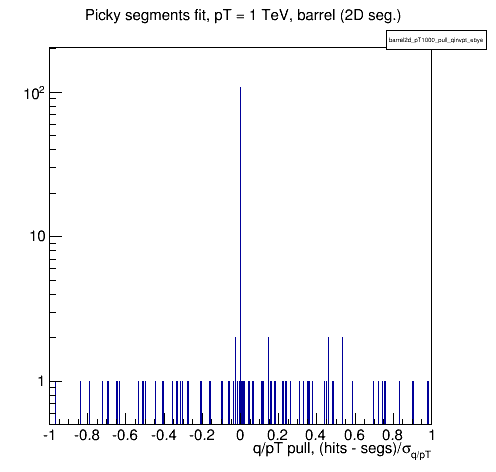 Picky segments fit, pT = 1 TeV, barrel (2D seg.)
barrel2d_pT1000_pull_qinvpt_ebye
10²
10
1
-1 -0.8 -0.6 -0.4 -0.2 0 0.2 0.4 0.6 0.8 1
q/pT pull, (hits - segs)/σq/pT